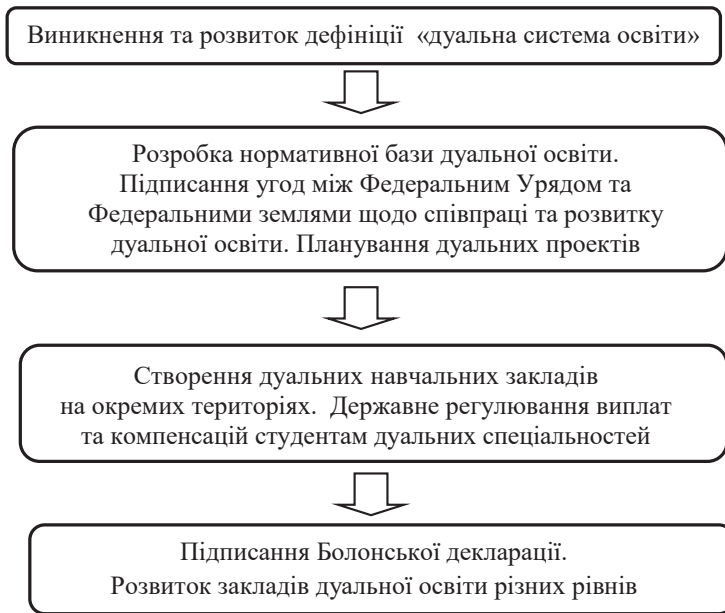 Виникнення та розвиток дефініції «дуальна система освіти»
Розробка нормативної бази дуальної освіти.
Підписання угод між Федеральним Урядом та
Федеральними землями щодо співпраці та розвитку
дуальної освіти. Планування дуальних проектів
Створення дуальних навчальних закладів
на окремих територіях. Державне регулювання виплат
та компенсацій студентам дуальних спеціальностей
Підписання Болонської декларації.
Розвиток закладів дуальної освіти різних рівнів